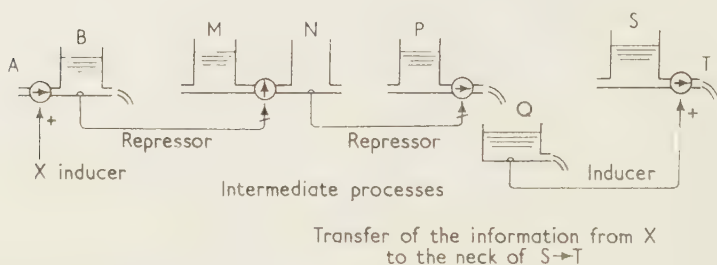 A
B
M
N
P
S
T
Q
+
+
Repressor
Repressor
X inducer
Inducer
Intermediate processes
Transfer of the information from X
to the neck of S→T